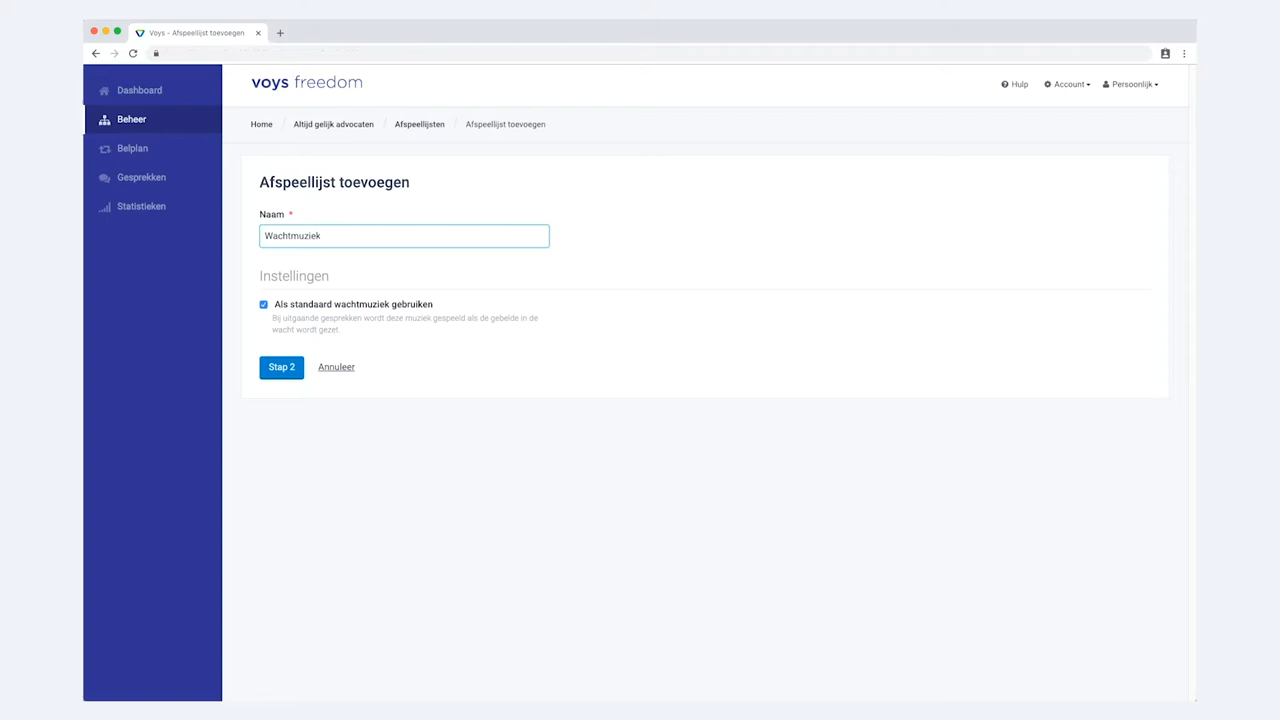 Voys - Afspeellijst toevoegen
Dashboard
Beheer
Belplan
Gesprekken
Statistieken
voys freedom
Hulp
Account
Persoonlijk
Home / Altijd gelijk advocaten / Afspeellijsten / Afspeellijst toevoegen
Afspeellijst toevoegen
Naam *
Wachtmuziek
Instellingen
Als standaard wachtmuziek gebruiken
Bij uitgaande gesprekken wordt deze muziek gespeeld als de gebelde in de
wacht wordt gezet.
Stap 2
Annuleer